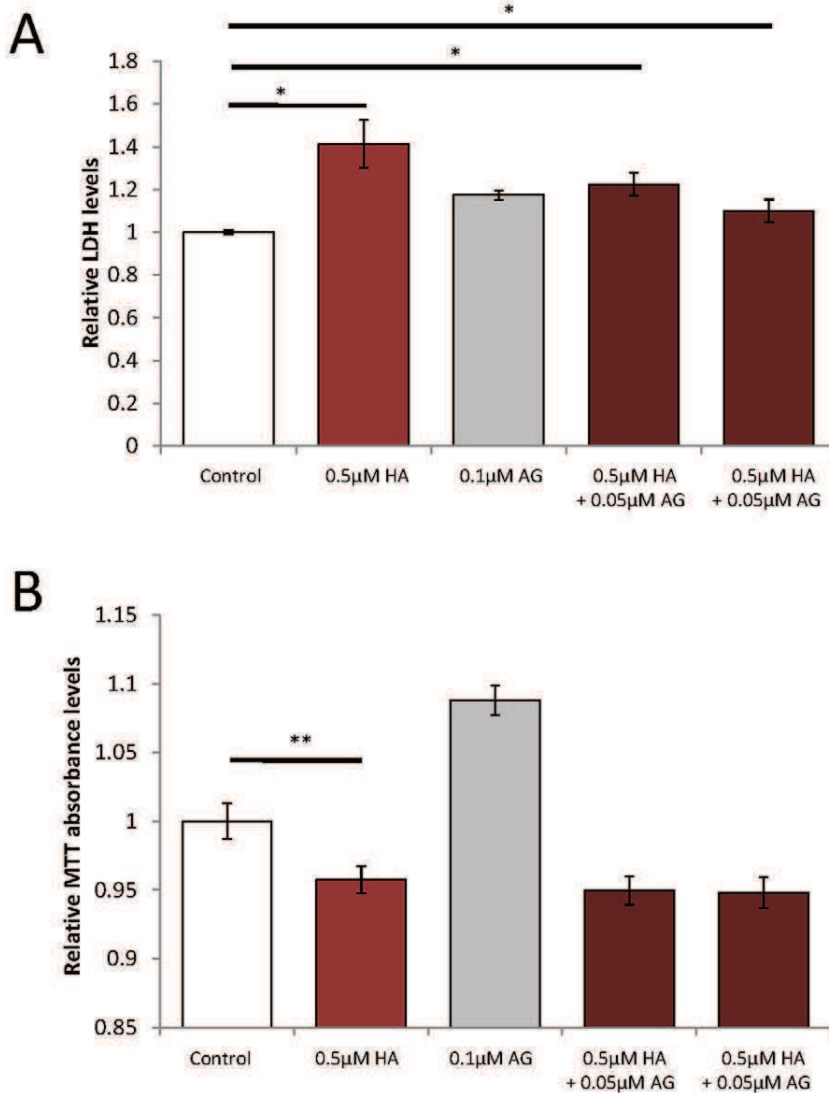 A
*
*
*
Relative LDH levels
1.8
1.6
1.4
1.2
1
0.8
0.6
0.4
0.2
0
Control
0.5µM HA
0.1µM AG
0.5µM HA
+ 0.05µM AG
0.5µM HA
+ 0.05µM AG
B
**
Relative MTT absorbance levels
1.15
1.1
1.05
1
0.95
0.9
0.85
Control
0.5µM HA
0.1µM AG
0.5µM HA
+ 0.05µM AG
0.5µM HA
+ 0.05µM AG